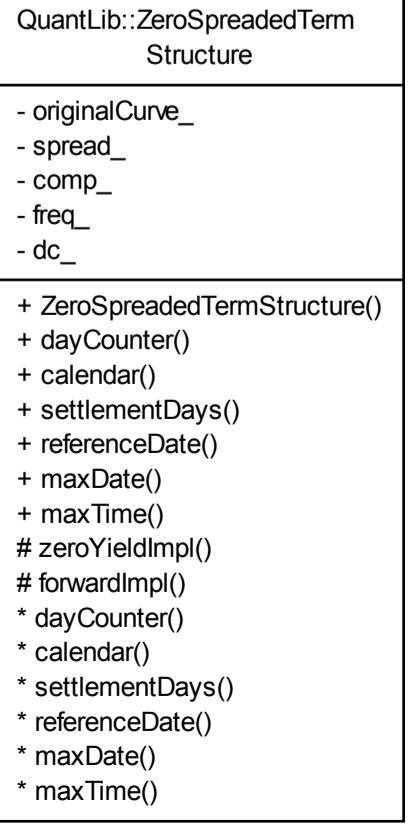 QuantLib::ZeroSpreadedTerm
Structure
- originalCurve_
- spread_
- comp_
- freq_
- dc_
+ ZeroSpreadedTermStructure()
+ dayCounter()
+ calendar()
+ settlementDays()
+ referenceDate()
+ maxDate()
+ maxTime()
# zeroYieldImpl()
# forwardImpl()
* dayCounter()
* calendar()
* settlementDays()
* referenceDate()
* maxDate()
* maxTime()